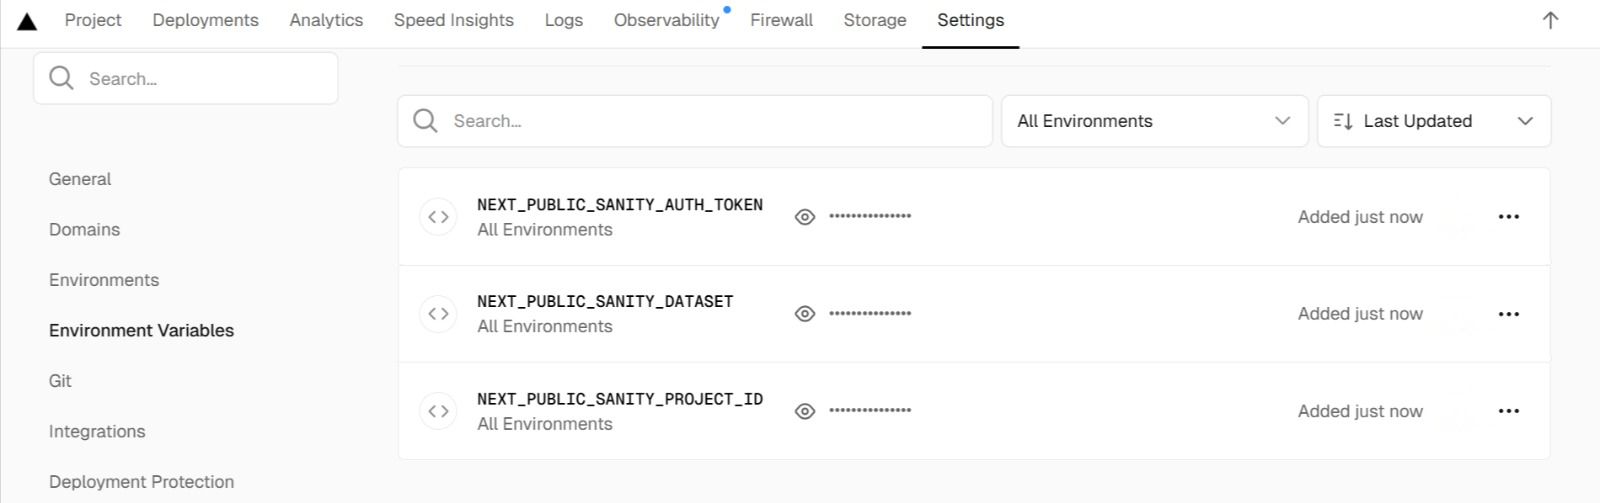 Project Deployments Analytics Speed Insights Logs Observability Firewall Storage Settings
Search...
Search... All Environments Last Updated
General
Domains
Environments
Environment Variables
Git
Integrations
Deployment Protection
NEXT_PUBLIC_SANITY_AUTH_TOKEN
All Environments
••••••••••••••• Added just now
NEXT_PUBLIC_SANITY_DATASET
All Environments
••••••••••••••• Added just now
NEXT_PUBLIC_SANITY_PROJECT_ID
All Environments
••••••••••••••• Added just now